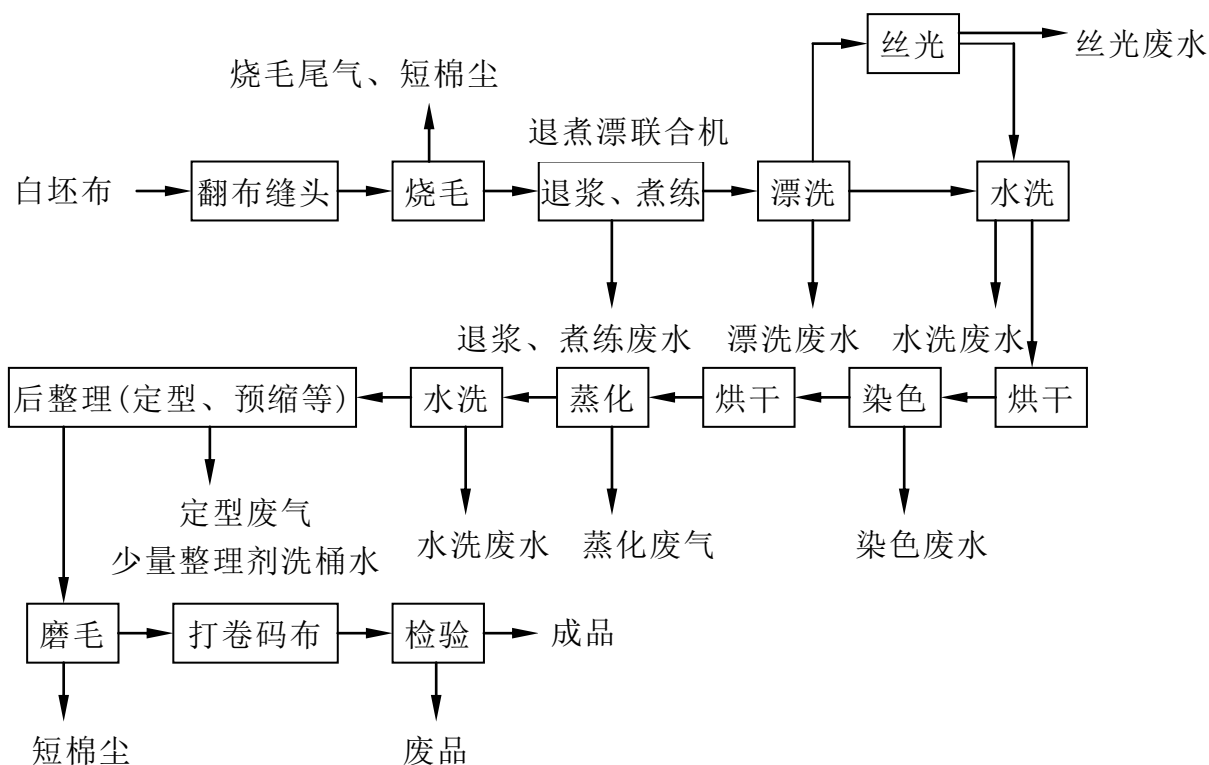 丝光
丝光废水
烧毛尾气、短棉尘
退煮漂联合机
白坯布
翻布缝头
烧毛
退浆、煮练
漂洗
水洗
退浆、煮练废水
漂洗废水
水洗废水
后整理(定型、预缩等)
水洗
蒸化
烘干
染色
烘干
定型废气
少量整理剂洗桶水
水洗废水
蒸化废气
染色废水
磨毛
打卷码布
检验
成品
短棉尘
废品